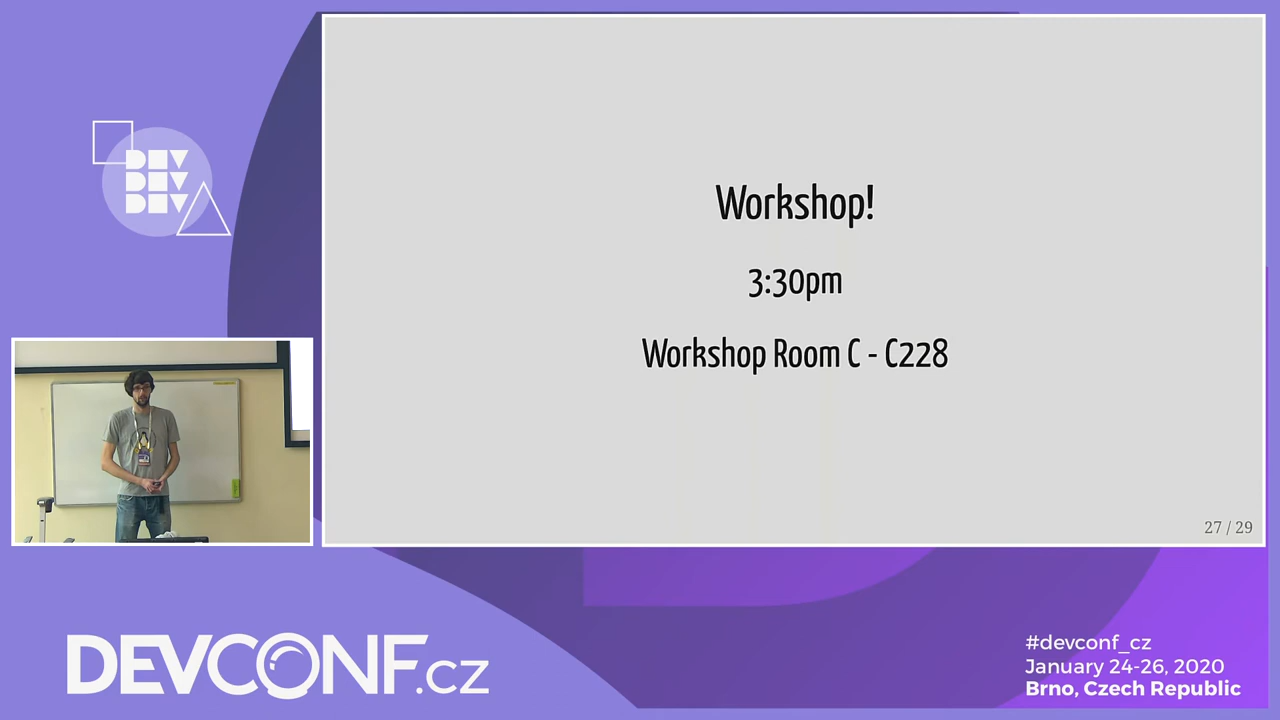 DEV
DEV
DEV
Workshop!
3:30pm
Workshop Room C - C228
27 / 29
DEVCONF.cz
#devconf_cz
January 24-26, 2020
Brno, Czech Republic